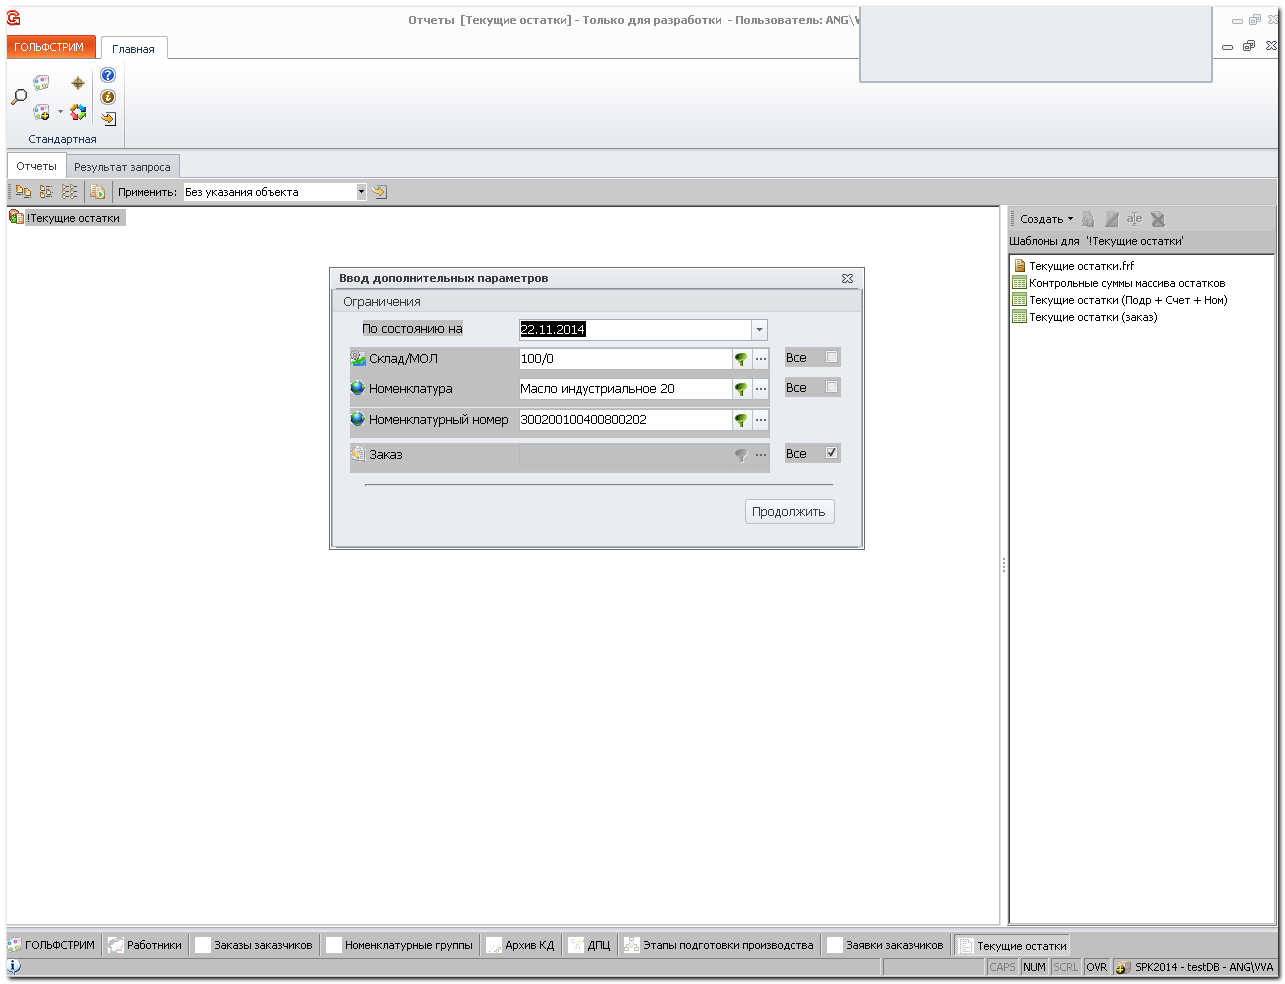 Отчеты [Текущие остатки] - Только для разработки - Пользователь: ANG\
ГОЛЬФСТРИМ
Главная
Стандартная
Отчеты
Результат запроса
Применить: Без указания объекта
!Текущие остатки
Создать
Шаблоны для '!Текущие остатки'
Текущие остатки.frf
Контрольные суммы массива остатков
Текущие остатки (Подр + Счет + Ном)
Текущие остатки (заказ)
Ввод дополнительных параметров
Ограничения
По состоянию на 22.11.2014
Склад/МОЛ 100/0 ... Все
Номенклатура Масло индустриальное 20 ... Все
Номенклатурный номер 300200100400800202 ...
Заказ ... Все
Продолжить
ГОЛЬФСТРИМ Работники Заказы заказчиков Номенклатурные группы Архив КД ДПЦ Этапы подготовки производства Заявки заказчиков Текущие остатки
CAPS NUM SCRL OVR SPK2014 - testDB - ANG\VVA